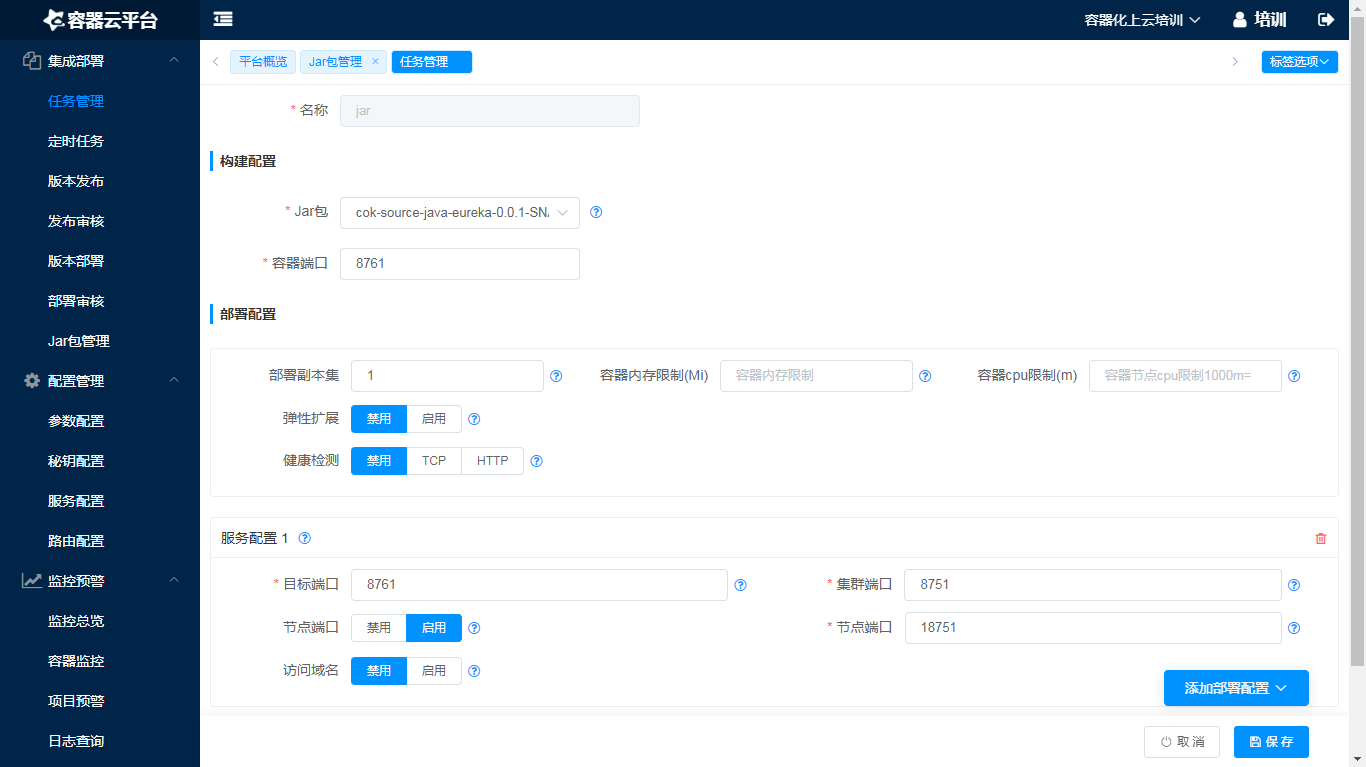 容器云平台
容器化上云培训
培训
集成部署
任务管理
定时任务
版本发布
发布审核
版本部署
部署审核
Jar包管理
配置管理
参数配置
秘钥配置
服务配置
路由配置
监控预警
监控总览
容器监控
项目预警
日志查询
平台概览
Jar包管理 ×
任务管理
标签选项
* 名称 jar
构建配置
* Jar包 cok-source-java-eureka-0.0.1-SN
* 容器端口 8761
部署配置
部署副本集 1 容器内存限制(Mi) 容器内存限制 容器cpu限制(m) 容器节点cpu限制1000m=
弹性扩展 禁用 启用
健康检测 禁用 TCP HTTP
服务配置 1
* 目标端口 8761 * 集群端口 8751
节点端口 禁用 启用 * 节点端口 18751
访问域名 禁用 启用
添加部署配置
取消 保存